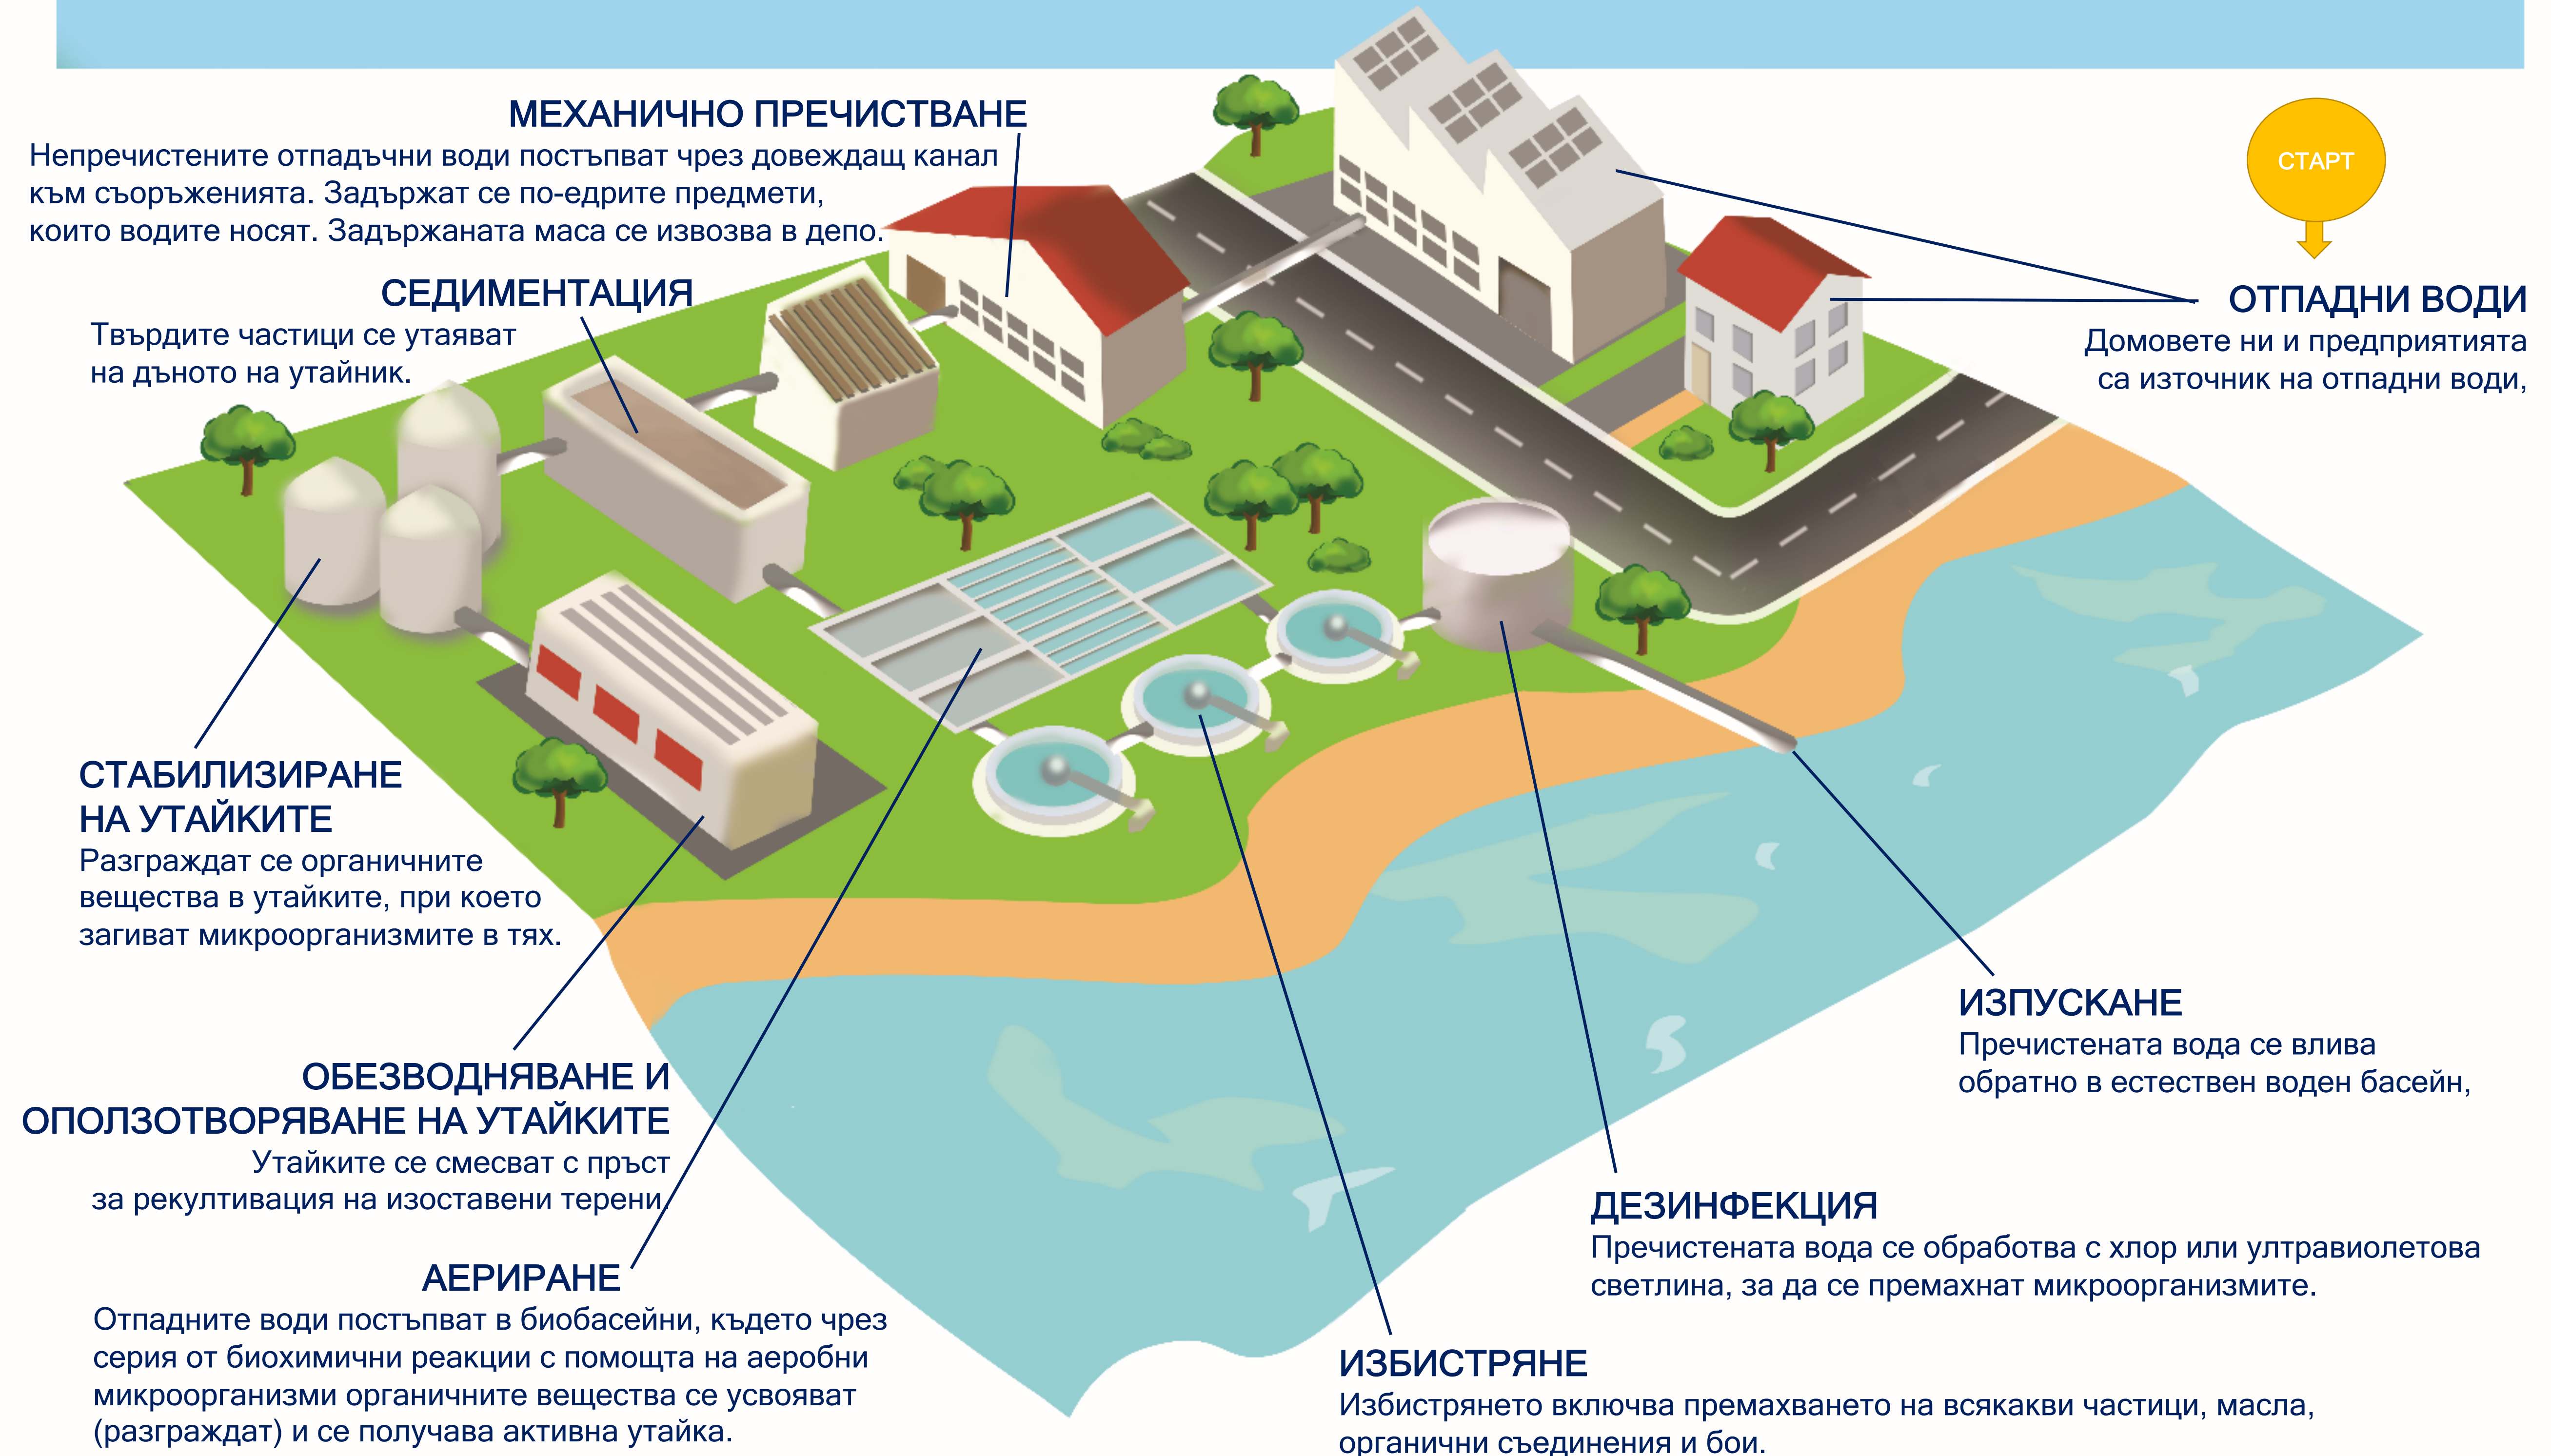 СТАРТ
МЕХАНИЧНО ПРЕЧИСТВАНЕ
Непречистените отпадъчни води постъпват чрез довеждащ канал
към съоръженията. Задържат се по-едрите предмети,
които водите носят. Задържаната маса се извозва в депо.
СЕДИМЕНТАЦИЯ
Твърдите частици се утаяват
на дъното на утайник.
ОТПАДНИ ВОДИ
Домовете ни и предприятията
са източник на отпадни води,
СТАБИЛИЗИРАНЕ
НА УТАЙКИТЕ
Разграждат се органичните
вещества в утайките, при което
загиват микроорганизмите в тях.
ОБЕЗВОДНЯВАНЕ И
ОПОЛЗОТВОРЯВАНЕ НА УТАЙКИТЕ
Утайките се смесват с пръст
за рекултивация на изоставени терени.
АЕРИРАНЕ
Отпадните води постъпват в биобасейни, където чрез
серия от биохимични реакции с помощта на аеробни
микроорганизми органичните вещества се усвояват
(разграждат) и се получава активна утайка.
ИЗПУСКАНЕ
Пречистената вода се влива
обратно в естествен воден басейн,
ДЕЗИНФЕКЦИЯ
Пречистената вода се обработва с хлор или ултравиолетова
светлина, за да се премахнат микроорганизмите.
ИЗБИСТРЯНЕ
Избистрянето включва премахването на всякакви частици, масла,
органични съединения и бои.